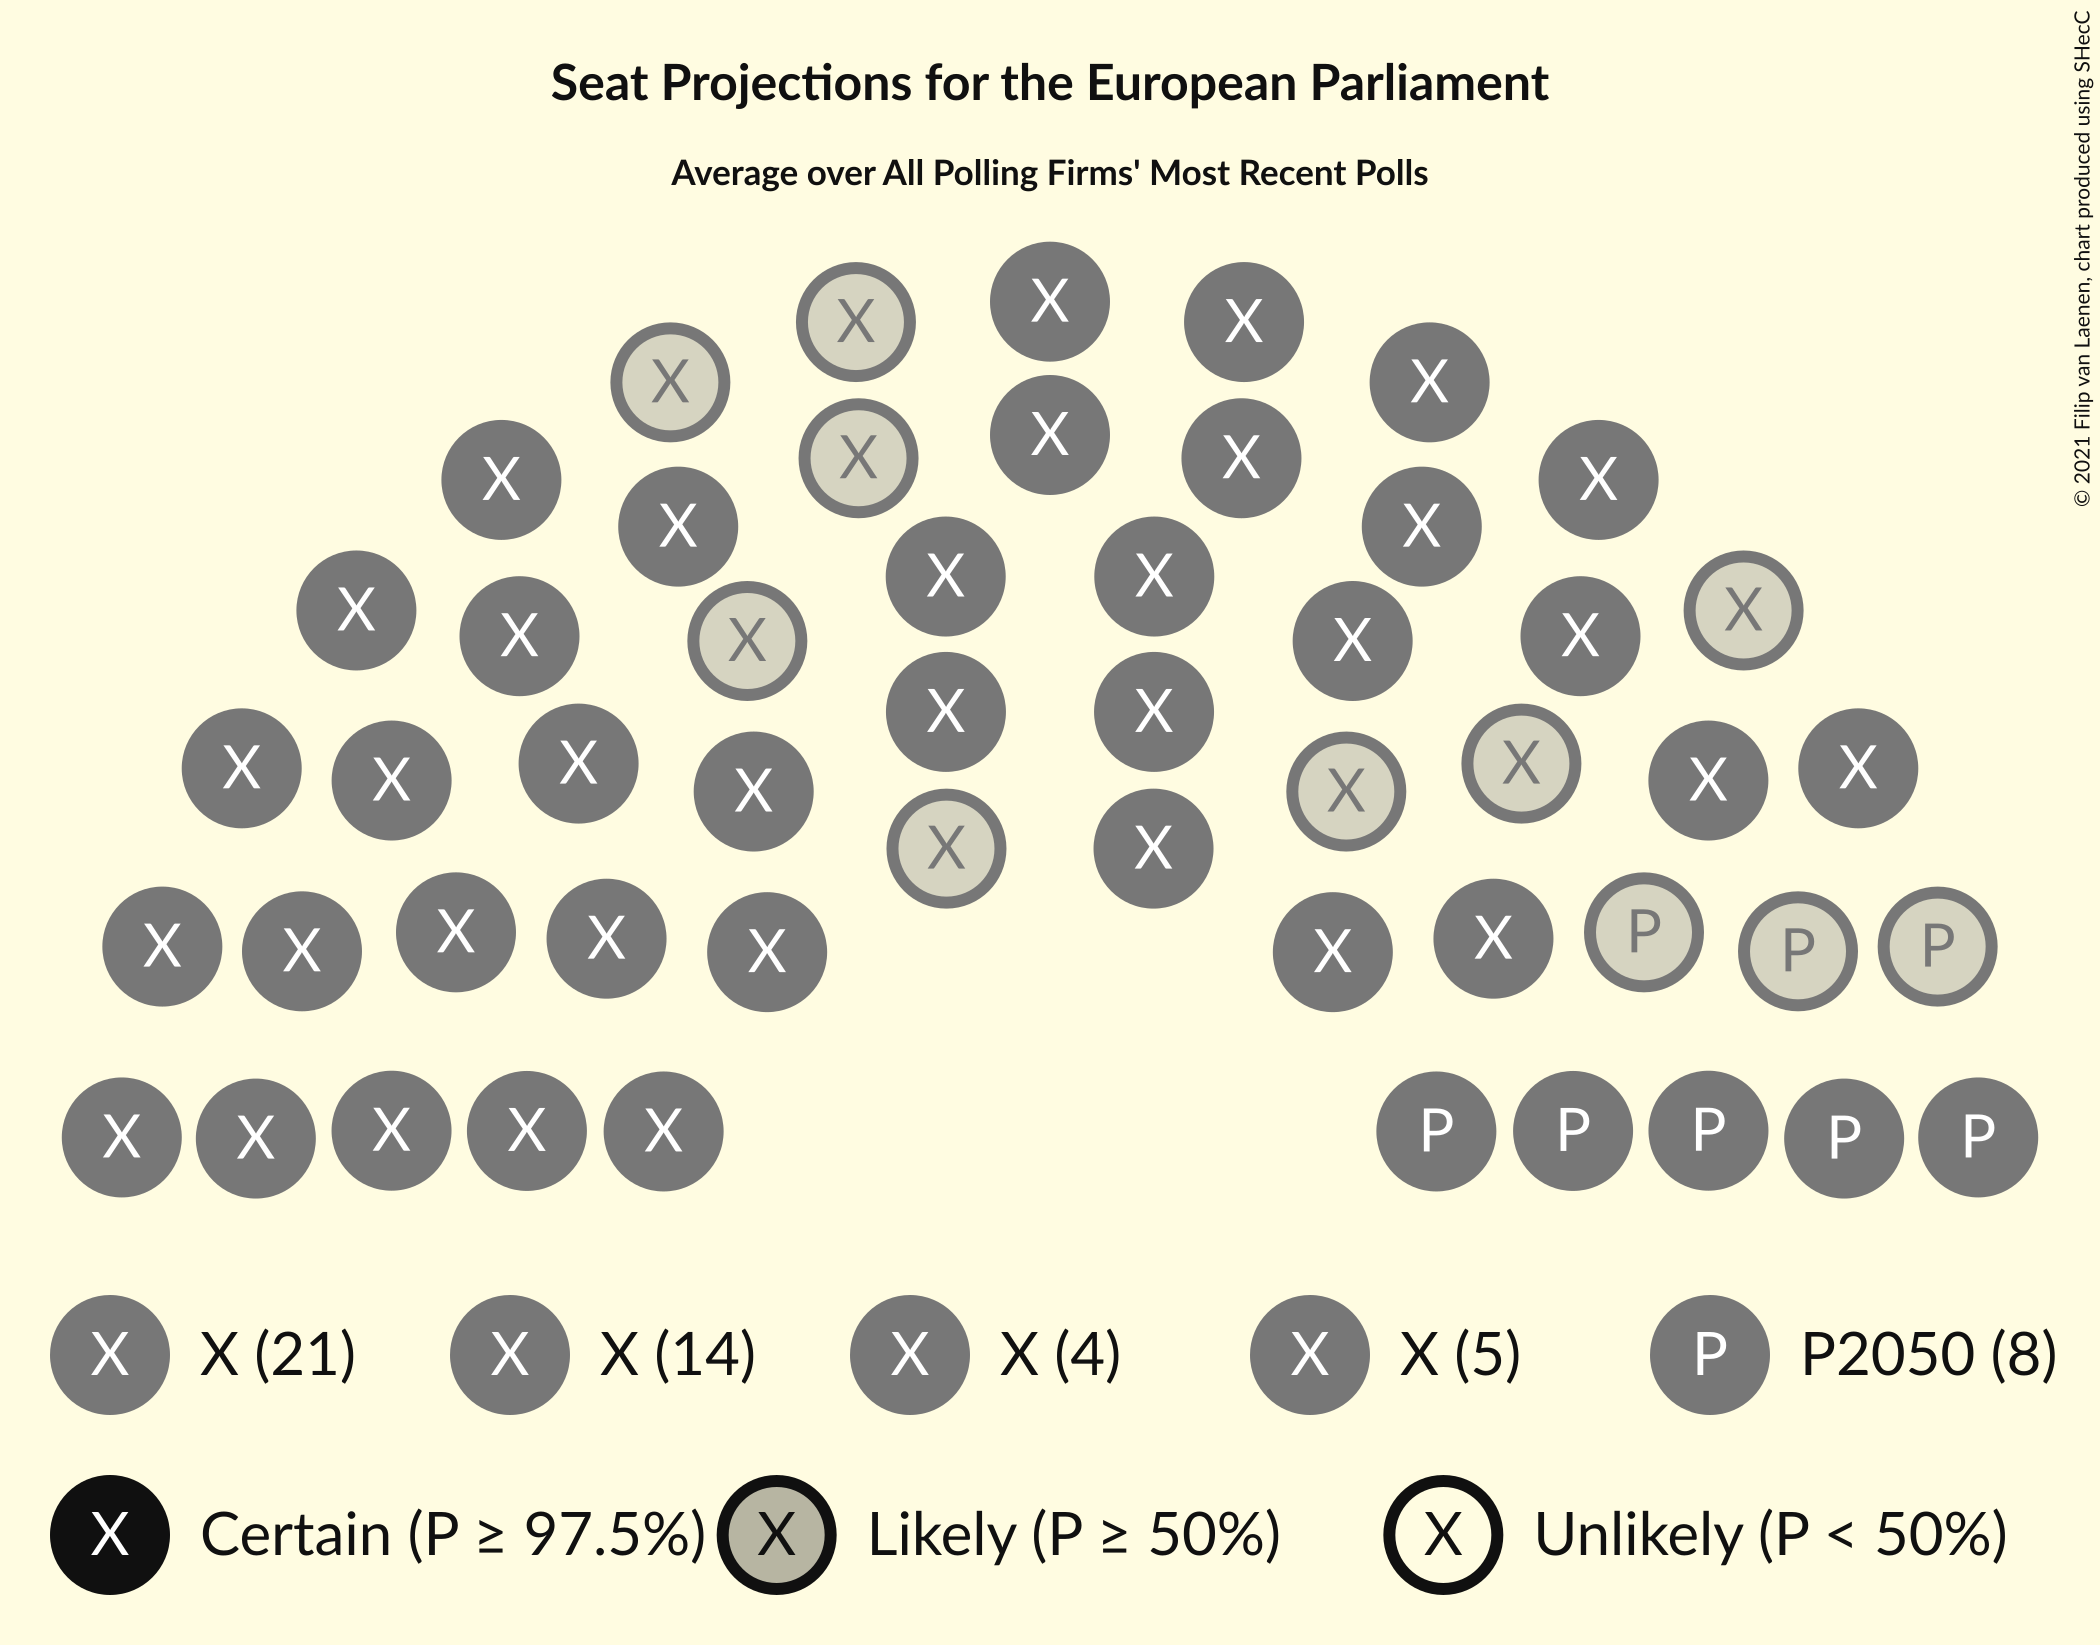 Seat Projections for the European Parliament
Average over All Polling Firms' Most Recent Polls
© 2021 Filip van Laenen, chart produced using SHecC
X X X
X X
X X X X
X X X
X X
X X X X
X X X X
X X X
X X X X X
X X X X
X X
X X X X X X X P P P
X X X X X P P P P P
X X (21) X X (14) X X (4) X X (5) P P2050 (8)
X Certain (P ≥ 97.5%) X Likely (P ≥ 50%) X Unlikely (P < 50%)